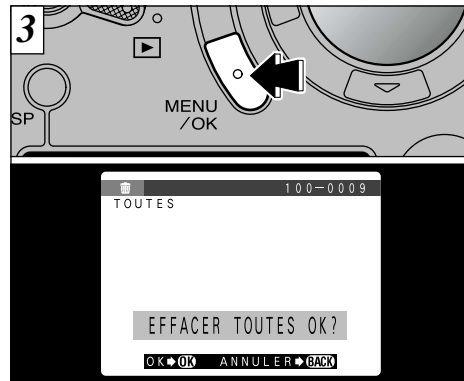 3
SP
MENU
/OK
100-0009
TOUTES
EFFACER TOUTES OK?
OK➡OK ANNULER➡BACK